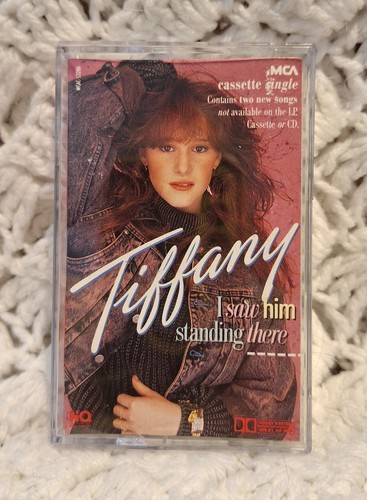 MCA
cassette single
Contains two new songs
not available on the LP,
Cassette or CD.
Tiffany
I saw him
standing there
HiQ